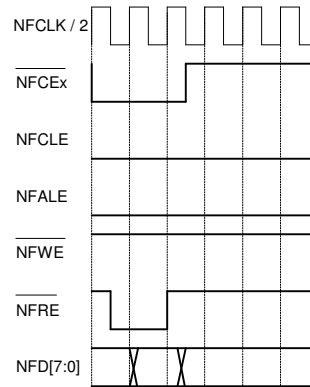 NFCLK / 2
NFCEx
NFCLE
NFALE
NFWE
NFRE
NFD[7:0]